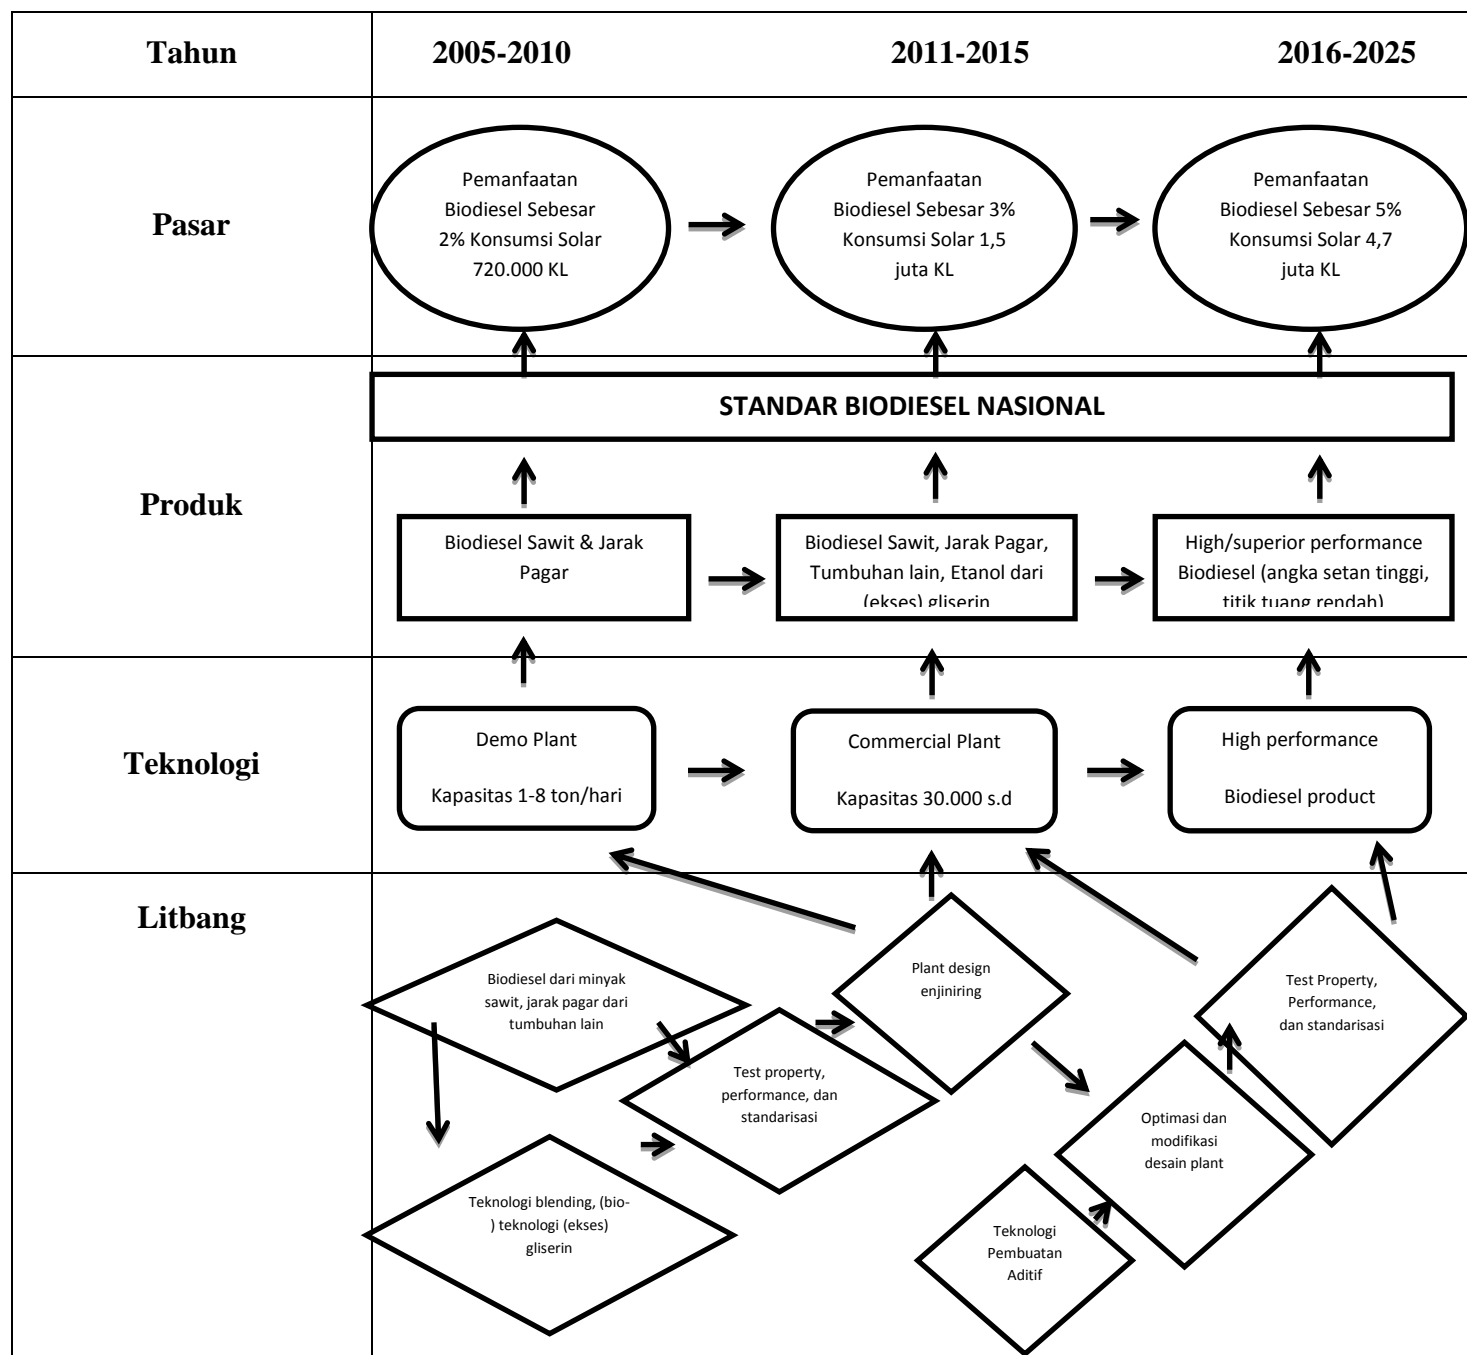 Tahun
2005-2010
2011-2015
2016-2025
Pasar
Pemanfaatan
Biodiesel Sebesar
2% Konsumsi Solar
720.000 KL
Pemanfaatan
Biodiesel Sebesar 3%
Konsumsi Solar 1,5
juta KL
Pemanfaatan
Biodiesel Sebesar 5%
Konsumsi Solar 4,7
juta KL
Produk
STANDAR BIODIESEL NASIONAL
Biodiesel Sawit & Jarak
Pagar
Biodiesel Sawit, Jarak Pagar,
Tumbuhan lain, Etanol dari
(ekses) gliserin
High/superior performance
Biodiesel (angka setan tinggi,
titik tuang rendah)
Teknologi
Demo Plant
Kapasitas 1-8 ton/hari
Commercial Plant
Kapasitas 30.000 s.d
High performance
Biodiesel product
Litbang
Biodiesel dari minyak
sawit, jarak pagar dari
tumbuhan lain
Teknologi blending, (bio-
) teknologi (ekses)
gliserin
Test property,
performance, dan
standarisasi
Plant design
enjiniring
Teknologi
Pembuatan
Aditif
Optimasi dan
modifikasi
desain plant
Test Property,
Performance,
dan standarisasi